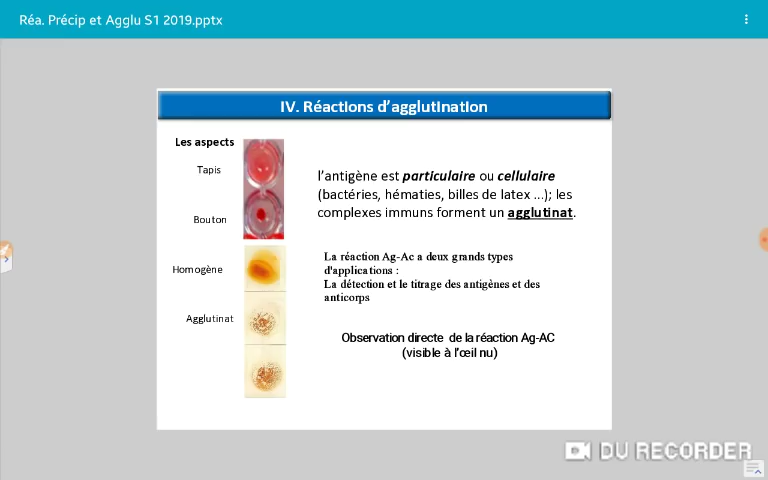 Réa. Précip et Agglu S1 2019.pptx
IV. Réactions d'agglutination
Les aspects
Tapis
Bouton
Homogène
Agglutinat
l'antigène est particulaire ou cellulaire
(bactéries, hématies, billes de latex ...); les
complexes immuns forment un agglutinat.
La réaction Ag-Ac a deux grands types
d'applications :
La détection et le titrage des antigènes et des
anticorps
Observation directe de la réaction Ag-AC
(visible à l'œil nu)
DU RECORDER